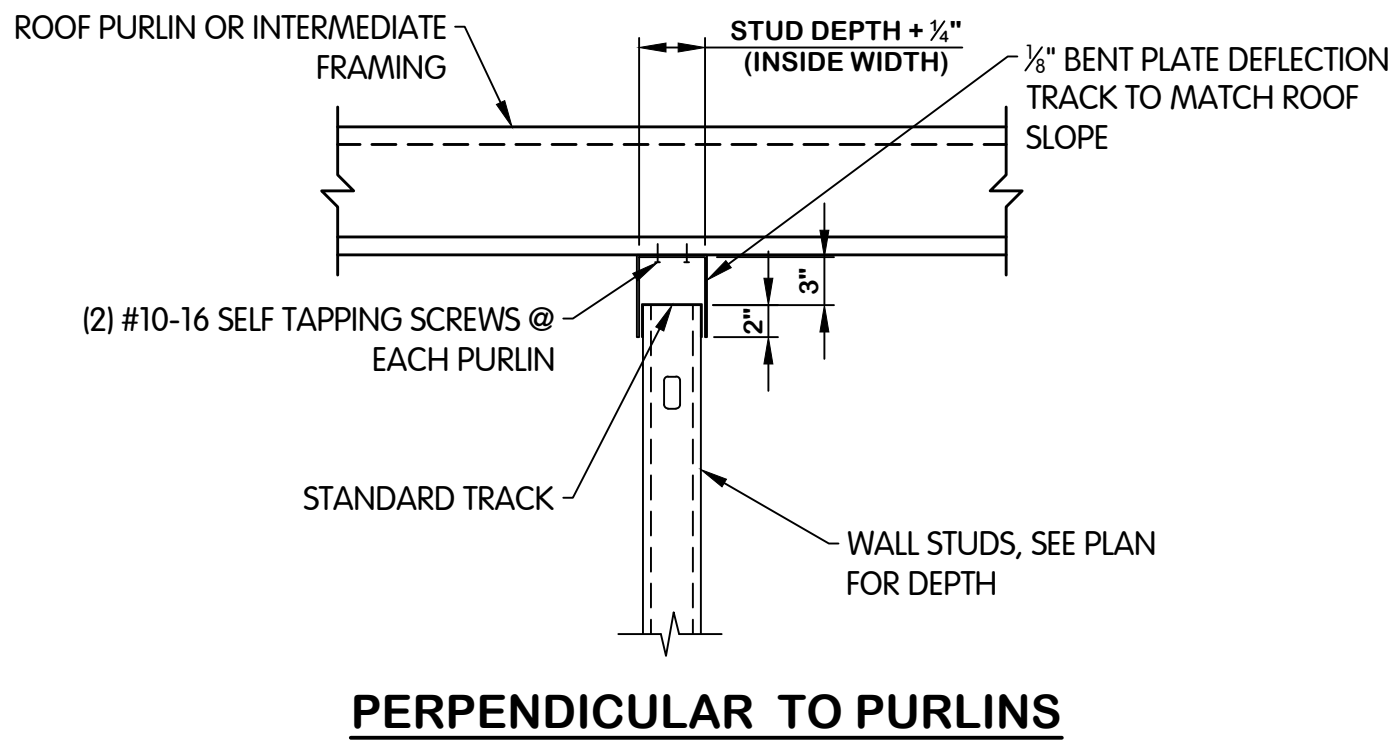 ROOF PURLIN OR INTERMEDIATE
FRAMING
STUD DEPTH + ¼"
(INSIDE WIDTH)
⅛" BENT PLATE DEFLECTION
TRACK TO MATCH ROOF
SLOPE
3"
2"
(2) #10-16 SELF TAPPING SCREWS @
EACH PURLIN
STANDARD TRACK
WALL STUDS, SEE PLAN
FOR DEPTH
PERPENDICULAR TO PURLINS